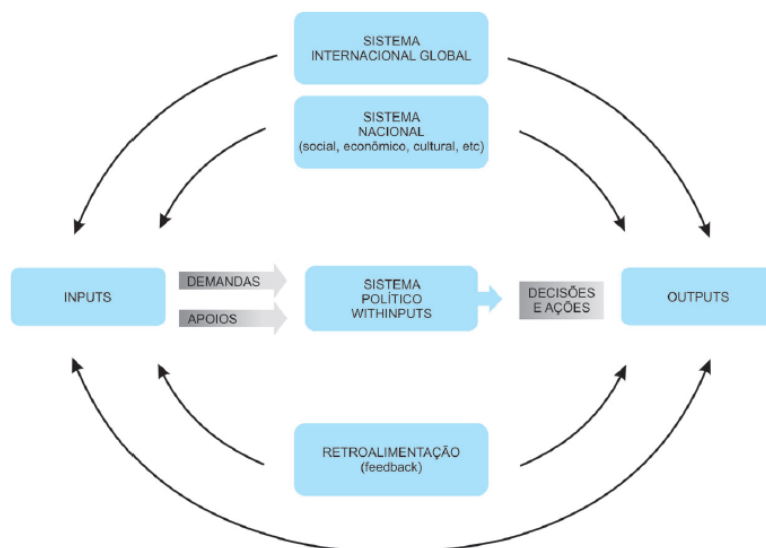 SISTEMA
INTERNACIONAL GLOBAL
SISTEMA
NACIONAL
(social, econômico, cultural, etc)
INPUTS
DEMANDAS
APOIOS
SISTEMA
POLÍTICO
WITHINPUTS
DECISÕES
E AÇÕES
OUTPUTS
RETROALIMENTAÇÃO
(feedback)